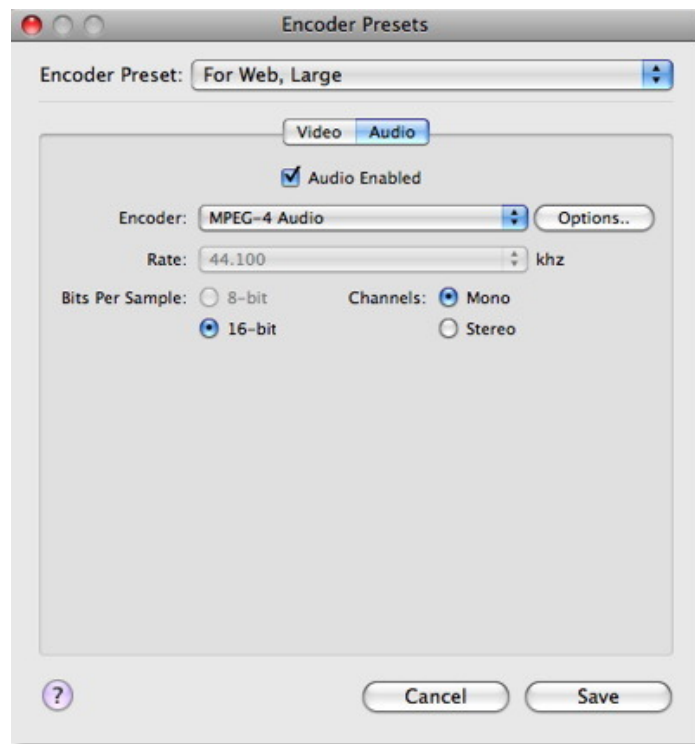 Encoder Presets
Encoder Preset: For Web, Large
Video Audio
Audio Enabled
Encoder: MPEG-4 Audio Options..
Rate: 44.100 khz
Bits Per Sample: 8-bit Channels: Mono
16-bit Stereo
? Cancel Save